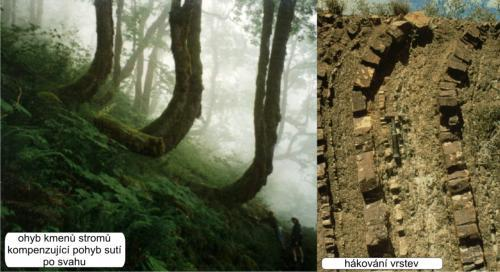 ohyb kmenů stromů
kompenzující pohyb sutí
po svahu
hákování vrstev